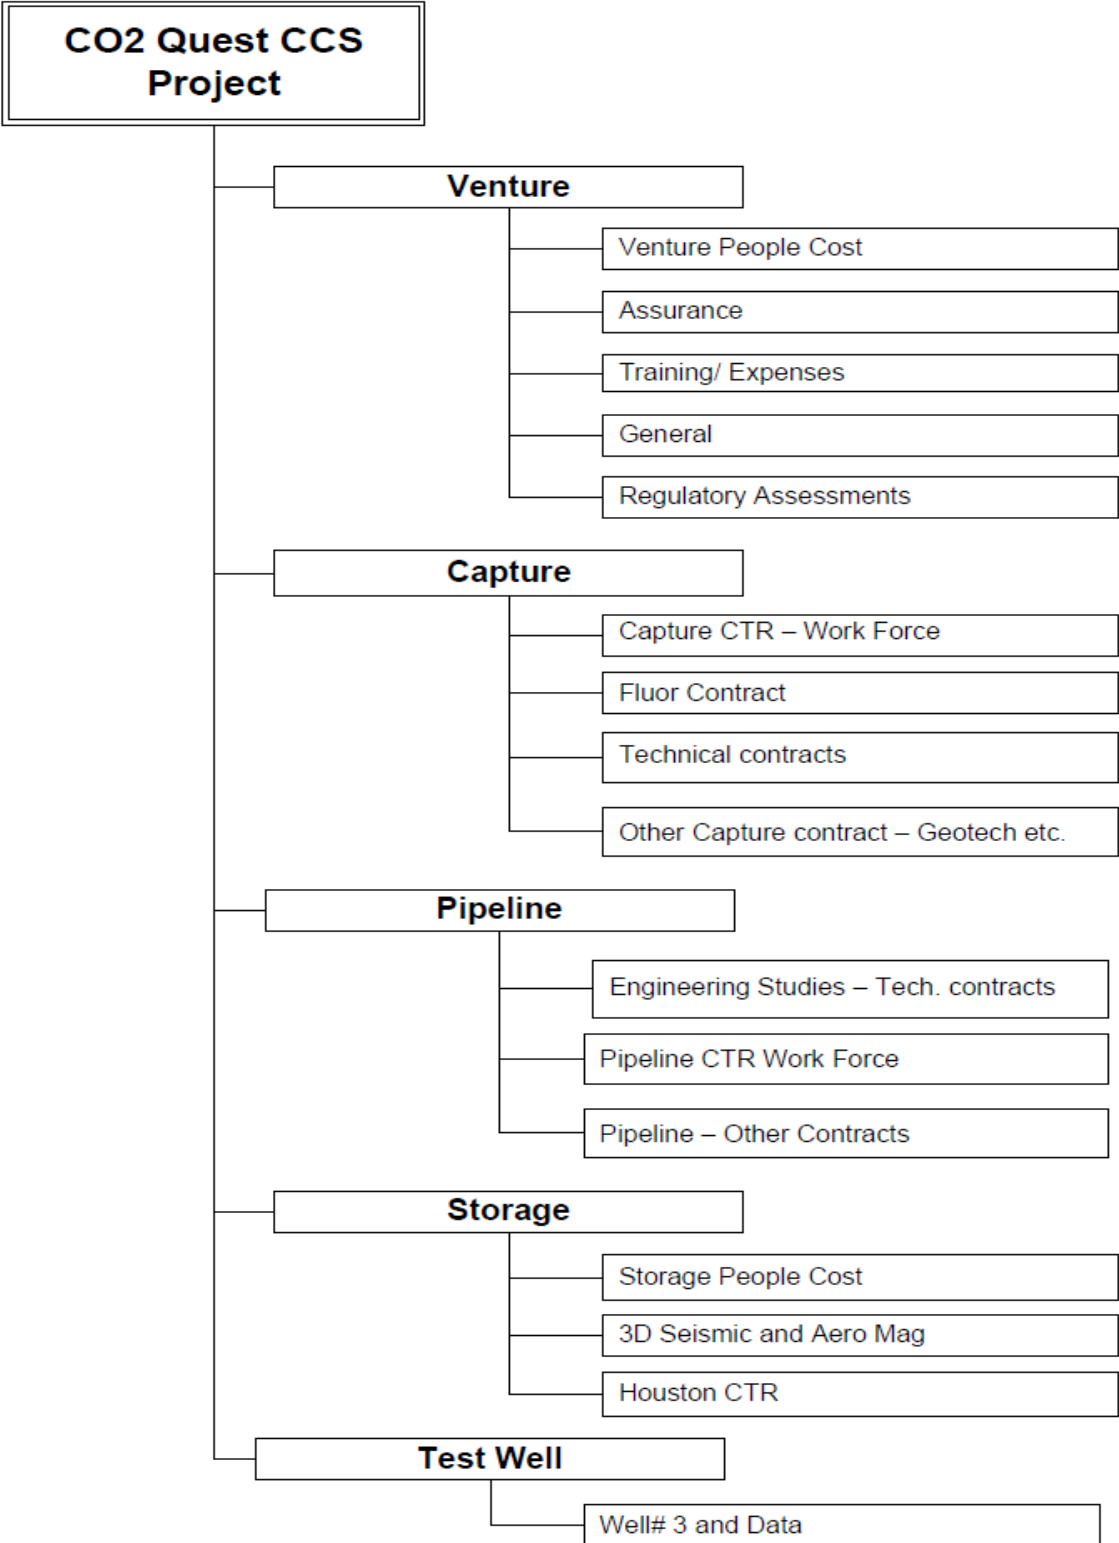 CO2 Quest CCS
Project
Venture
Venture People Cost
Assurance
Training/ Expenses
General
Regulatory Assessments
Capture
Capture CTR – Work Force
Fluor Contract
Technical contracts
Other Capture contract – Geotech etc.
Pipeline
Engineering Studies – Tech. contracts
Pipeline CTR Work Force
Pipeline – Other Contracts
Storage
Storage People Cost
3D Seismic and Aero Mag
Houston CTR
Test Well
Well# 3 and Data